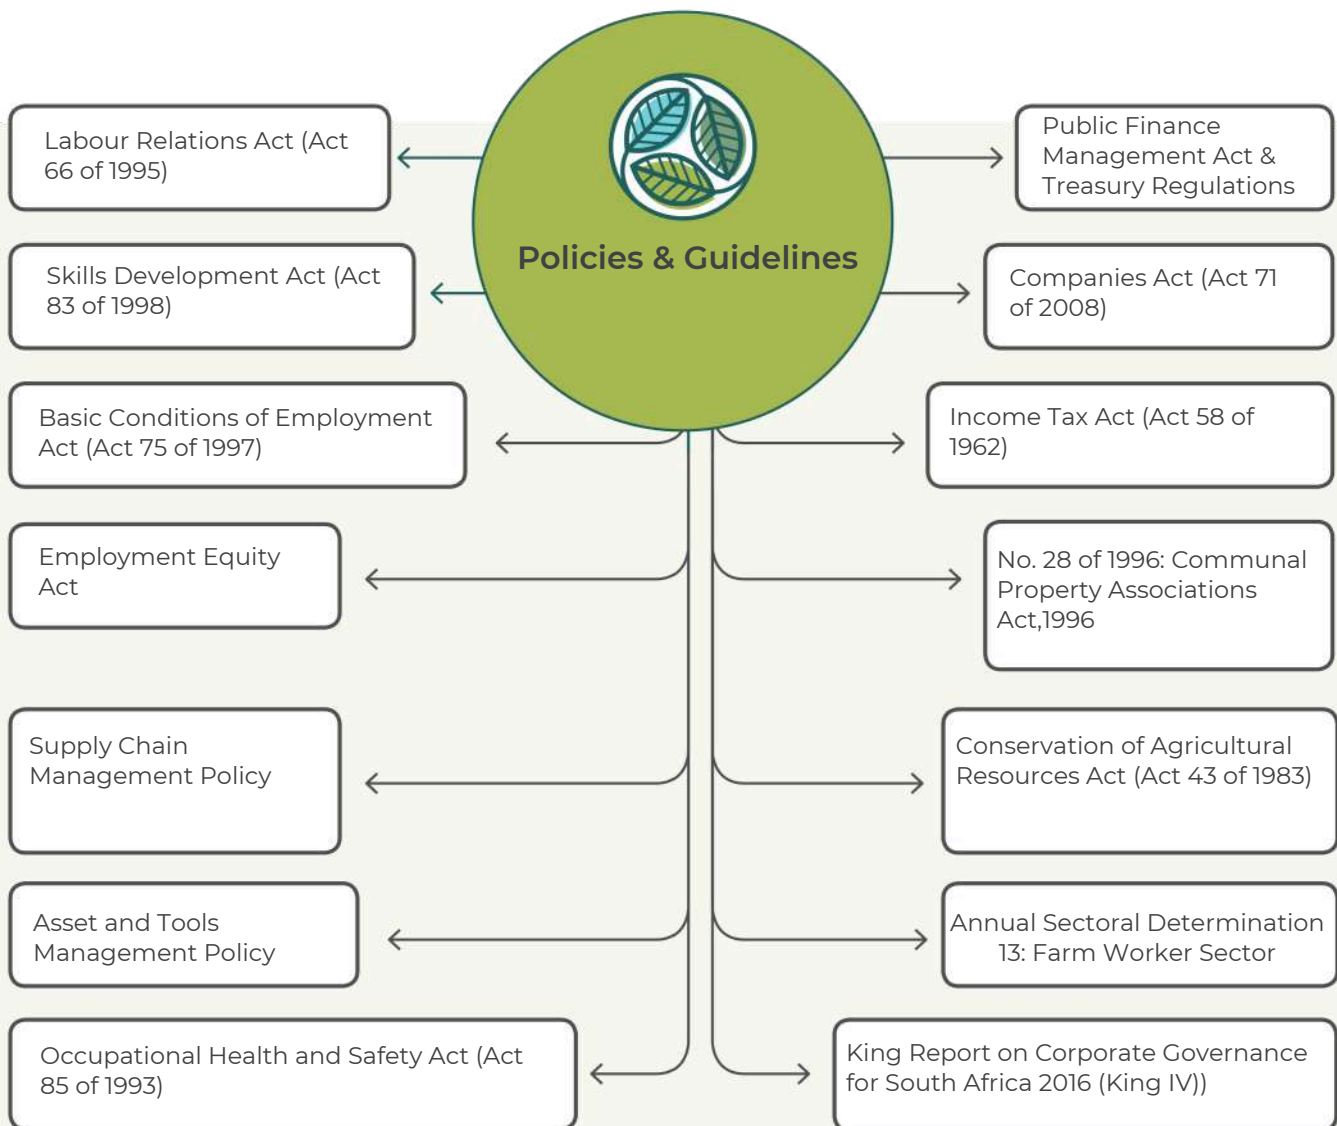 Policies & Guidelines
Labour Relations Act (Act
66 of 1995)
Skills Development Act (Act
83 of 1998)
Basic Conditions of Employment
Act (Act 75 of 1997)
Employment Equity
Act
Supply Chain
Management Policy
Asset and Tools
Management Policy
Occupational Health and Safety Act (Act
85 of 1993)
Public Finance
Management Act &
Treasury Regulations
Companies Act (Act 71
of 2008)
Income Tax Act (Act 58 of
1962)
No. 28 of 1996: Communal
Property Associations
Act,1996
Conservation of Agricultural
Resources Act (Act 43 of 1983)
Annual Sectoral Determination
13: Farm Worker Sector
King Report on Corporate Governance
for South Africa 2016 (King IV))